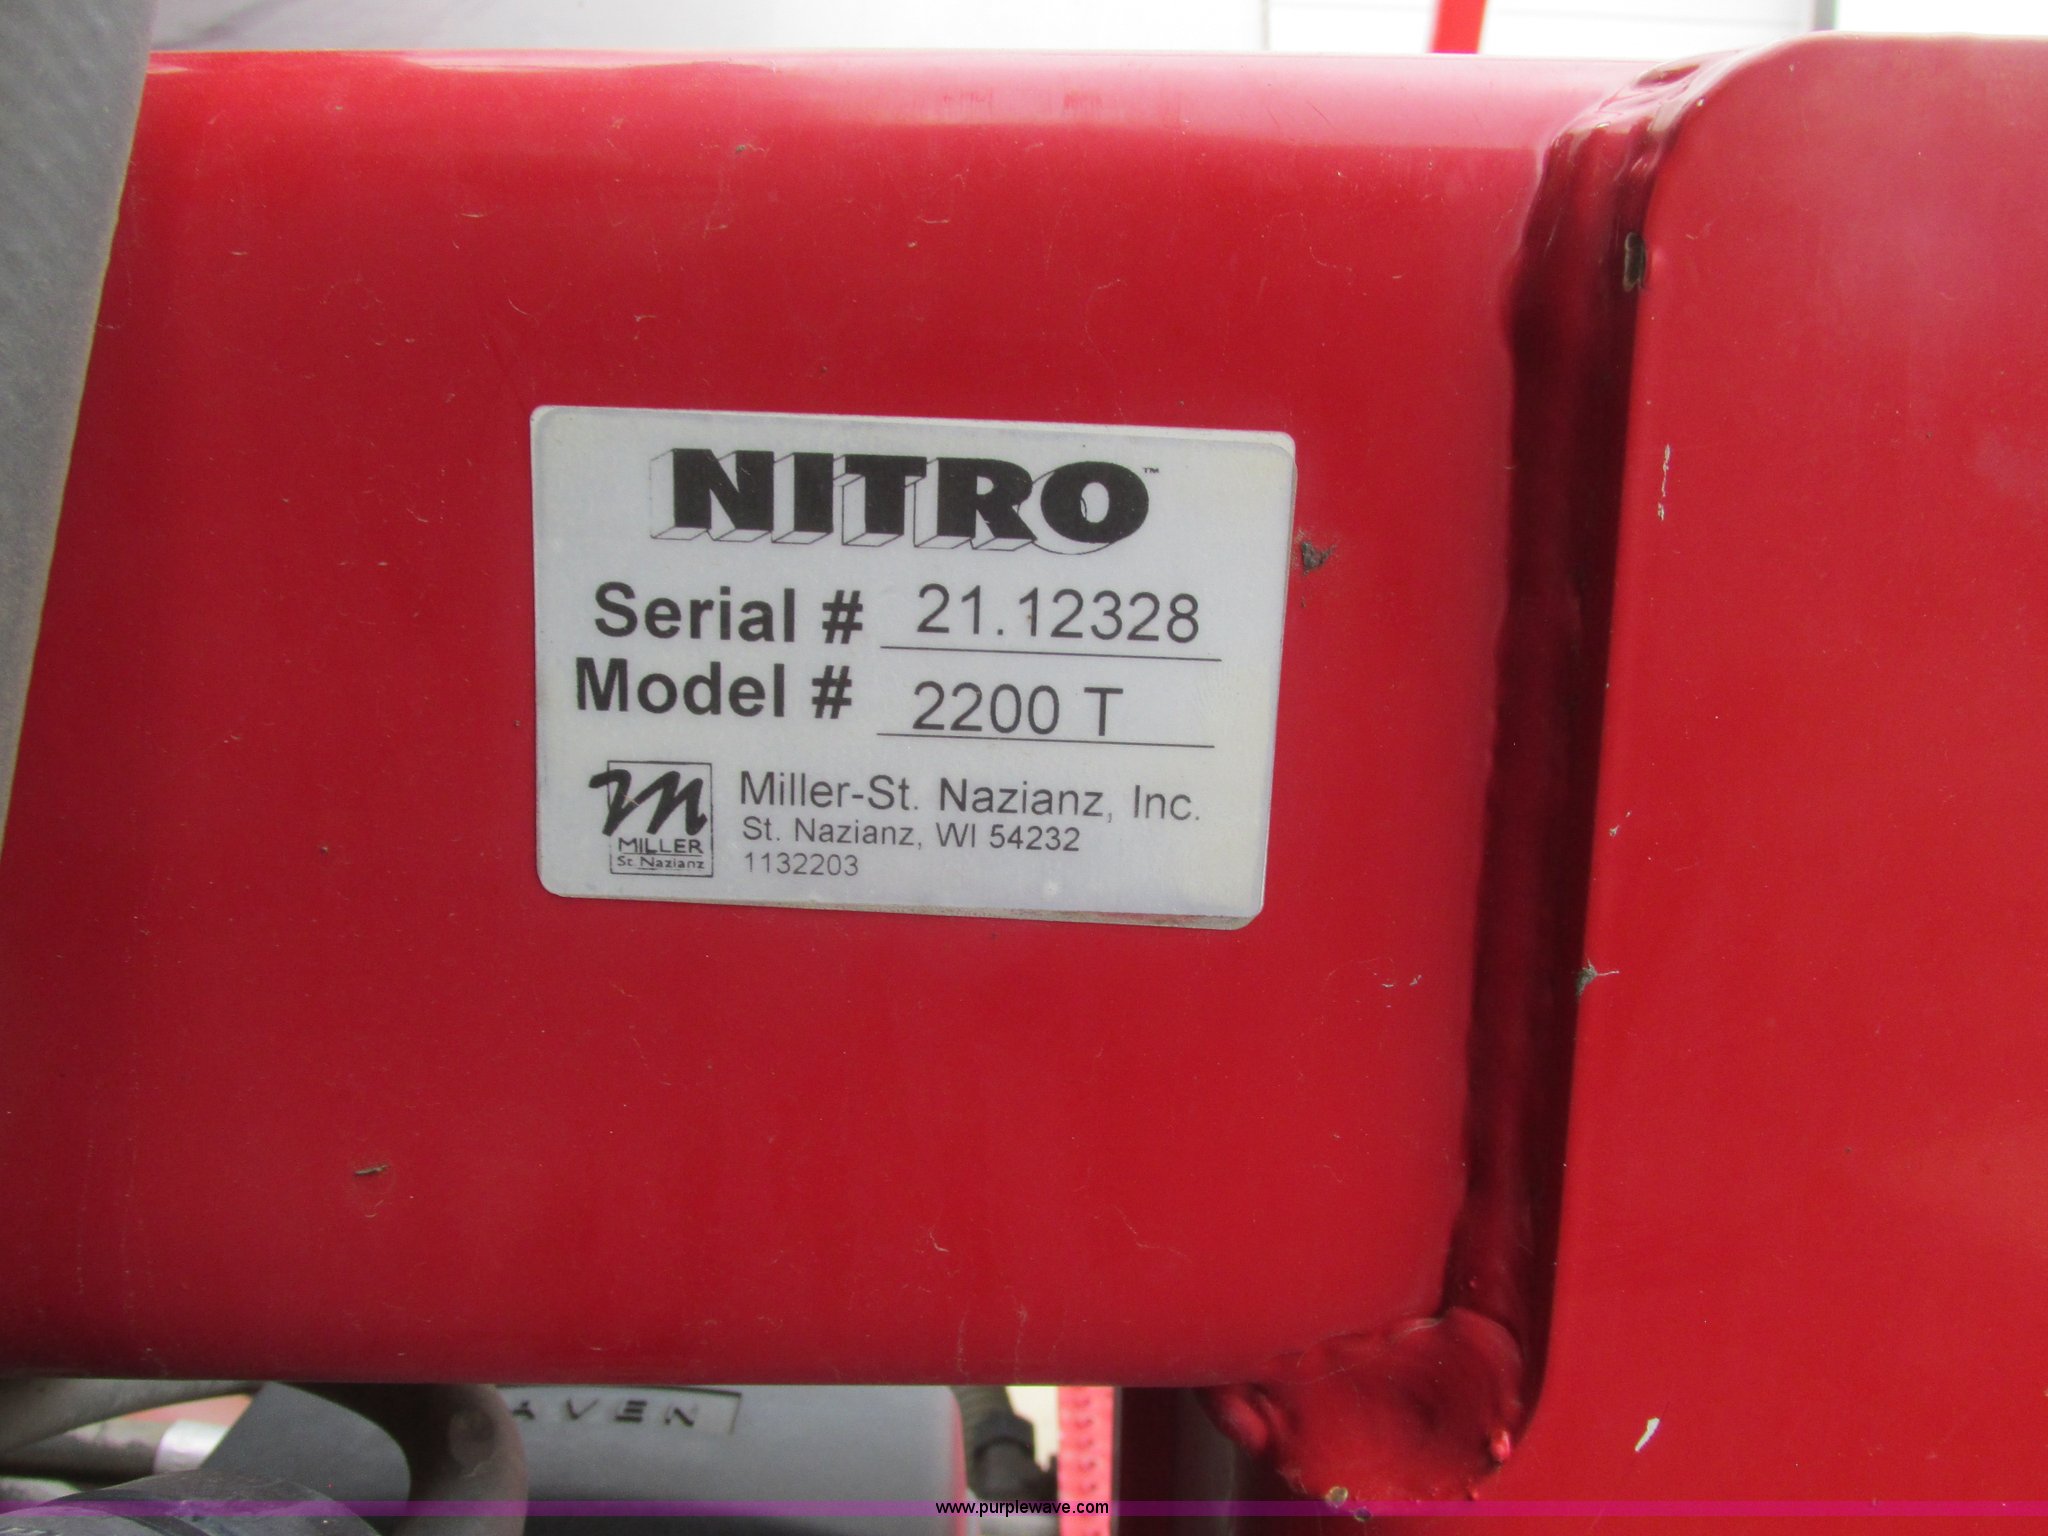 NITRO™
Serial # 21.12328
Model # 2200 T
Miller-St. Nazianz, Inc.
St. Nazianz, WI 54232
1132203
M
MILLER
St. Nazianz
AVEN
www.purplewave.com